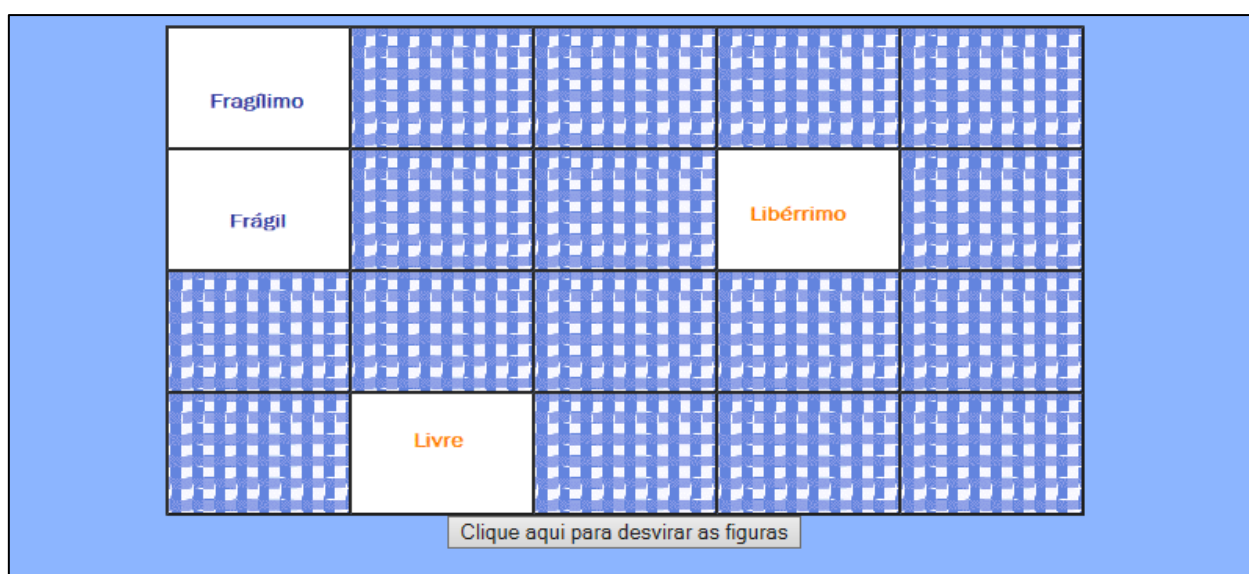 Fragílimo
Frágil
Libérrimo
Livre
Clique aqui para desvirar as figuras